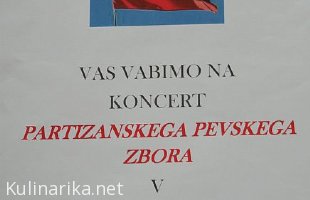 VAS VABIMO NA
KONCERT
PARTIZANSKEGA PEVSKEGA
ZBORA
V
Kulinarika.net